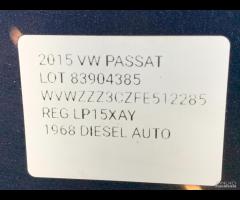 2015 VW PASSAT
LOT 83904385
WVWZZZ3CZFE512285
REG LP15XAY
1968 DIESEL AUTO